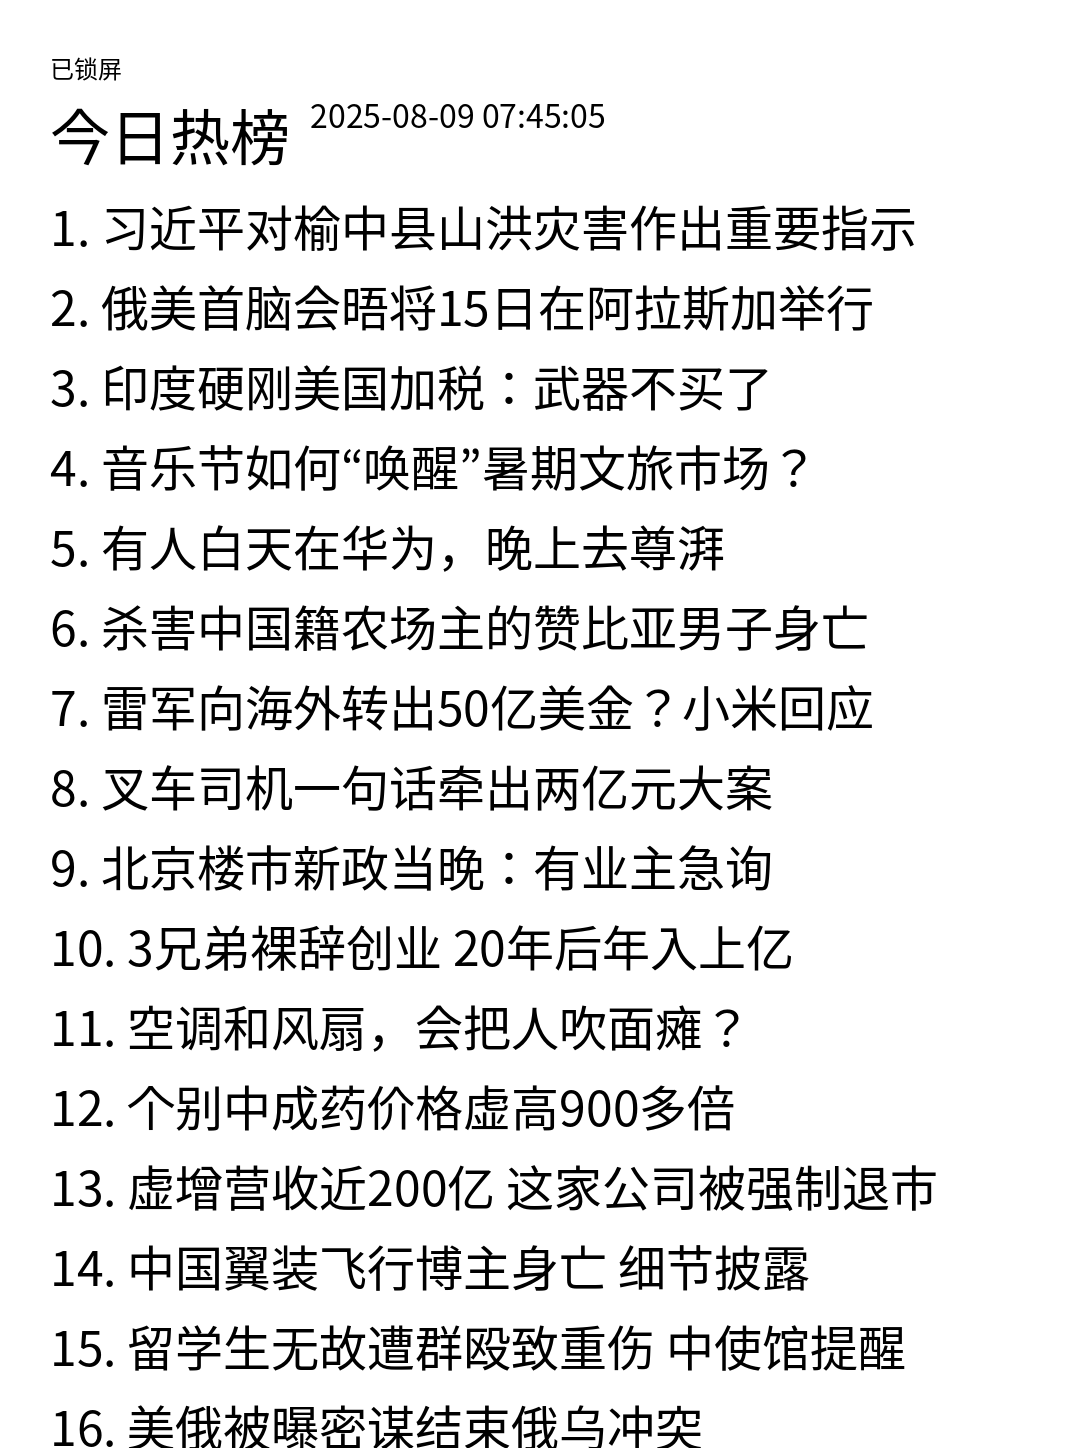 已锁屏
今日热榜 2025-08-09 07:45:05
1. 习近平对榆中县山洪灾害作出重要指示
2. 俄美首脑会晤将15日在阿拉斯加举行
3. 印度硬刚美国加税：武器不买了
4. 音乐节如何“唤醒”暑期文旅市场？
5. 有人白天在华为，晚上去尊湃
6. 杀害中国籍农场主的赞比亚男子身亡
7. 雷军向海外转出50亿美金？小米回应
8. 叉车司机一句话牵出两亿元大案
9. 北京楼市新政当晚：有业主急询
10. 3兄弟裸辞创业 20年后年入上亿
11. 空调和风扇，会把人吹面瘫？
12. 个别中成药价格虚高900多倍
13. 虚增营收近200亿 这家公司被强制退市
14. 中国翼装飞行博主身亡 细节披露
15. 留学生无故遭群殴致重伤 中使馆提醒
16. 美俄被曝密谋结束俄乌冲突